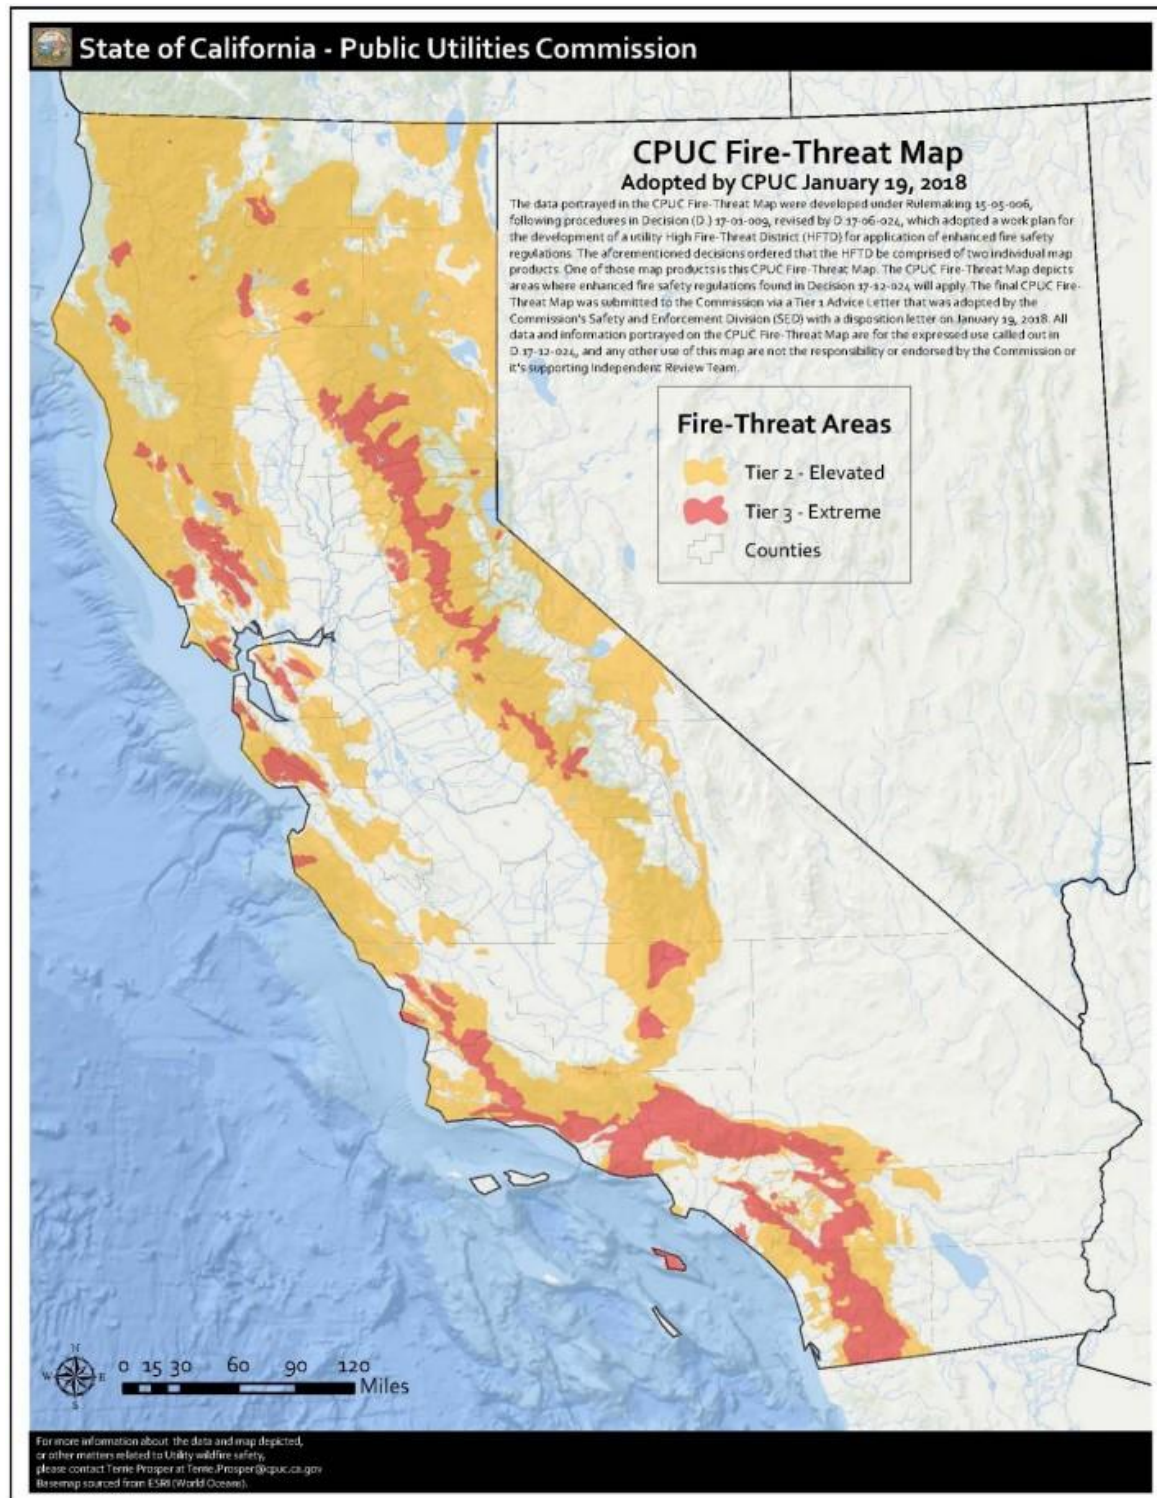 State of California - Public Utilities Commission
CPUC Fire-Threat Map
Adopted by CPUC January 19, 2018
The data portrayed in the CPUC Fire-Threat Map were developed under Rulemaking 15-05-006,
following procedures in Decision (D.) 17-01-009, revised by D.17-06-024, which adopted a work plan for
the development of a utility High Fire-Threat District (HFTD) for application of enhanced fire safety
regulations. The aforementioned decisions ordered that the HFTD be comprised of two individual map
products. One of those map products is this CPUC Fire-Threat Map. The CPUC Fire-Threat Map depicts
areas where enhanced fire safety regulations found in Decision 17-12-024 will apply. The final CPUC Fire-
Threat Map was submitted to the Commission via a Tier 1 Advice Letter that was adopted by the
Commission's Safety and Enforcement Division (SED) with a disposition letter on January 19, 2018. All
data and information portrayed on the CPUC Fire-Threat Map are for the expressed use called out in
D.17-12-024, and any other use of this map are not the responsibility or endorsed by the Commission or
it's supporting Independent Review Team.
Fire-Threat Areas
Tier 2 - Elevated
Tier 3 - Extreme
Counties
N
W E
S
0 15 30 60 90 120
Miles
For more information about the data and map depicted,
or other matters related to Utility wildfire safety,
please contact Terrie Prosper at Terrie.Prosper@cpuc.ca.gov
Basemap sourced from ESRI (World Oceans).